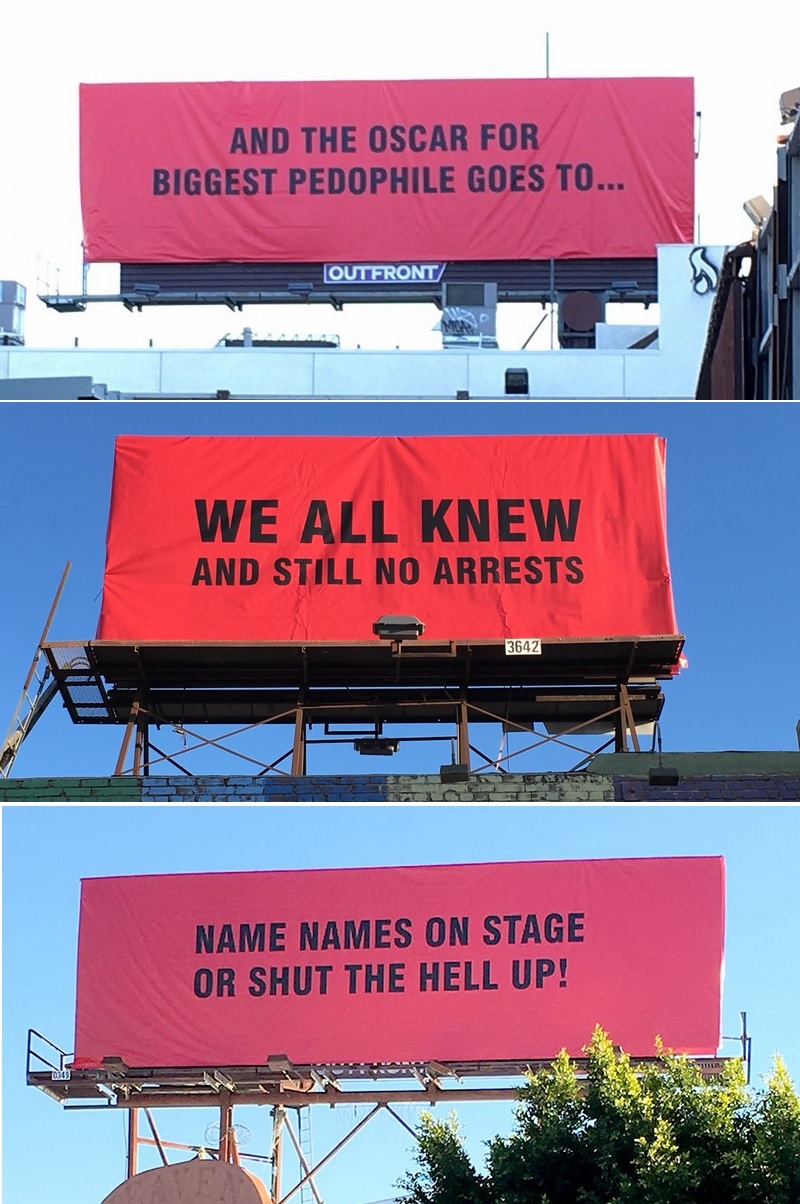 AND THE OSCAR FOR
BIGGEST PEDOPHILE GOES TO...
OUTFRONT
WE ALL KNEW
AND STILL NO ARRESTS
3642
NAME NAMES ON STAGE
OR SHUT THE HELL UP!
0349